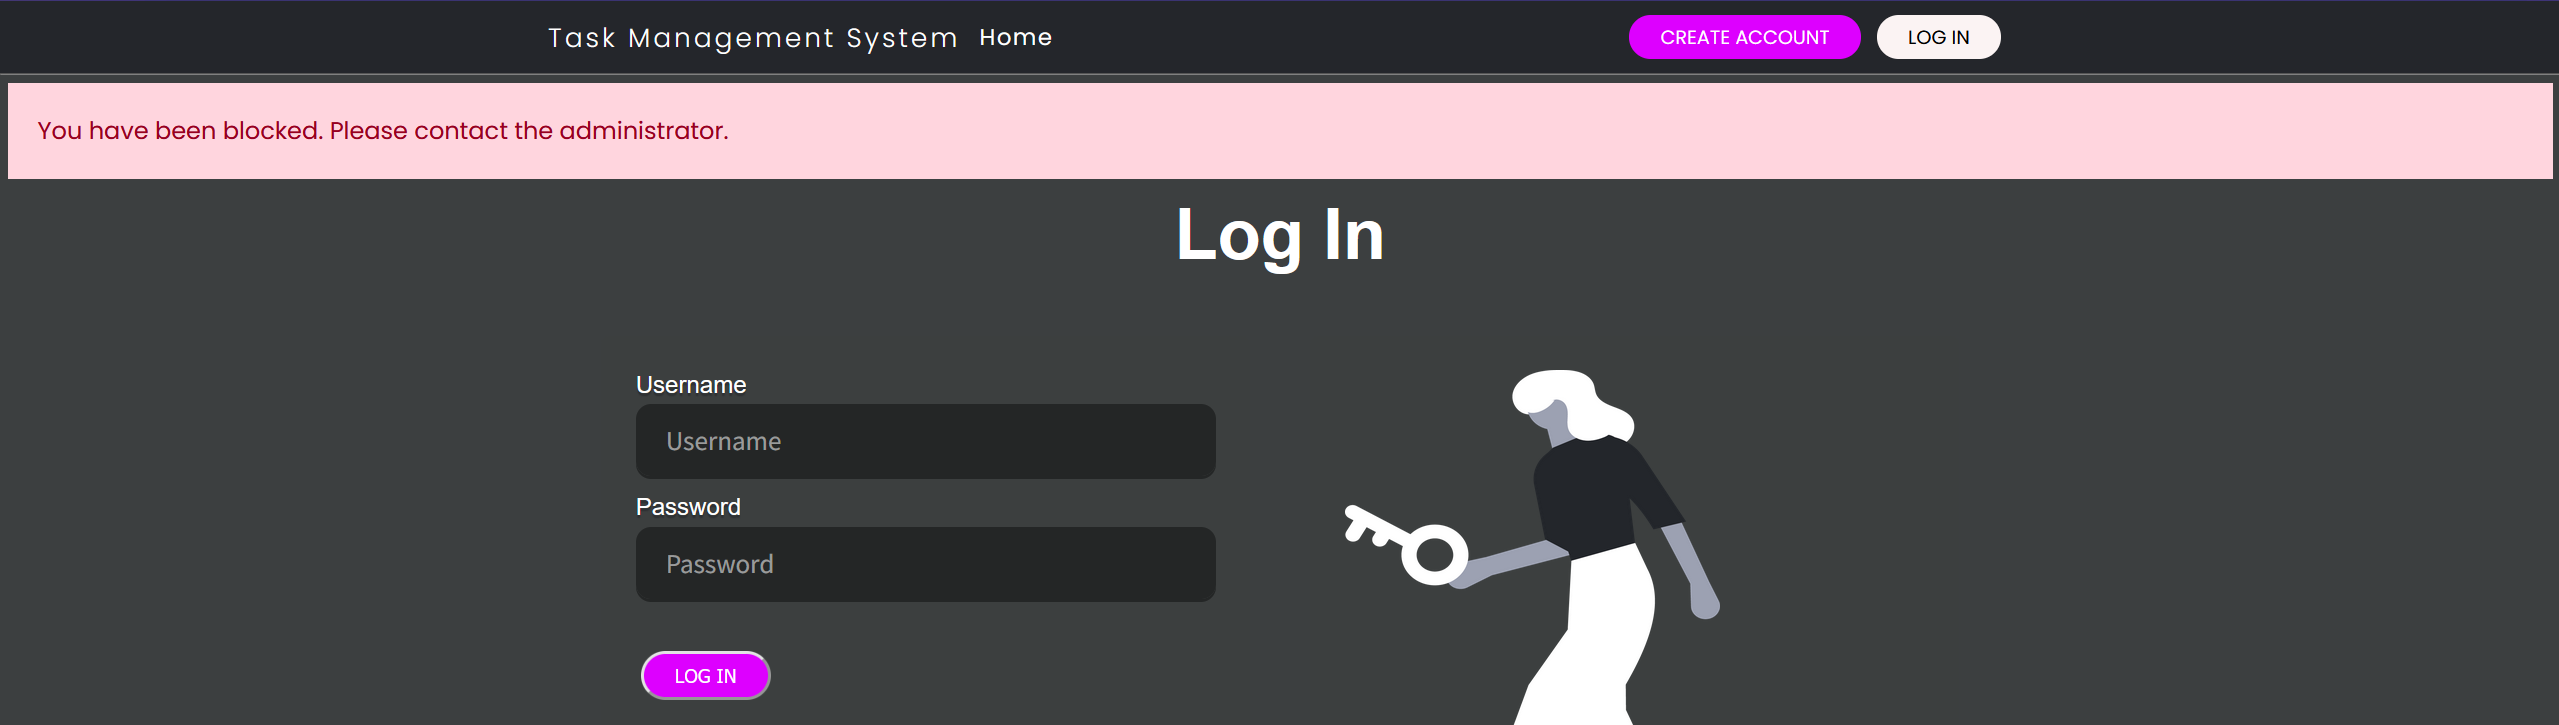 Task Management System Home CREATE ACCOUNT LOG IN
You have been blocked. Please contact the administrator.
Log In
Username
Username
Password
Password
LOG IN